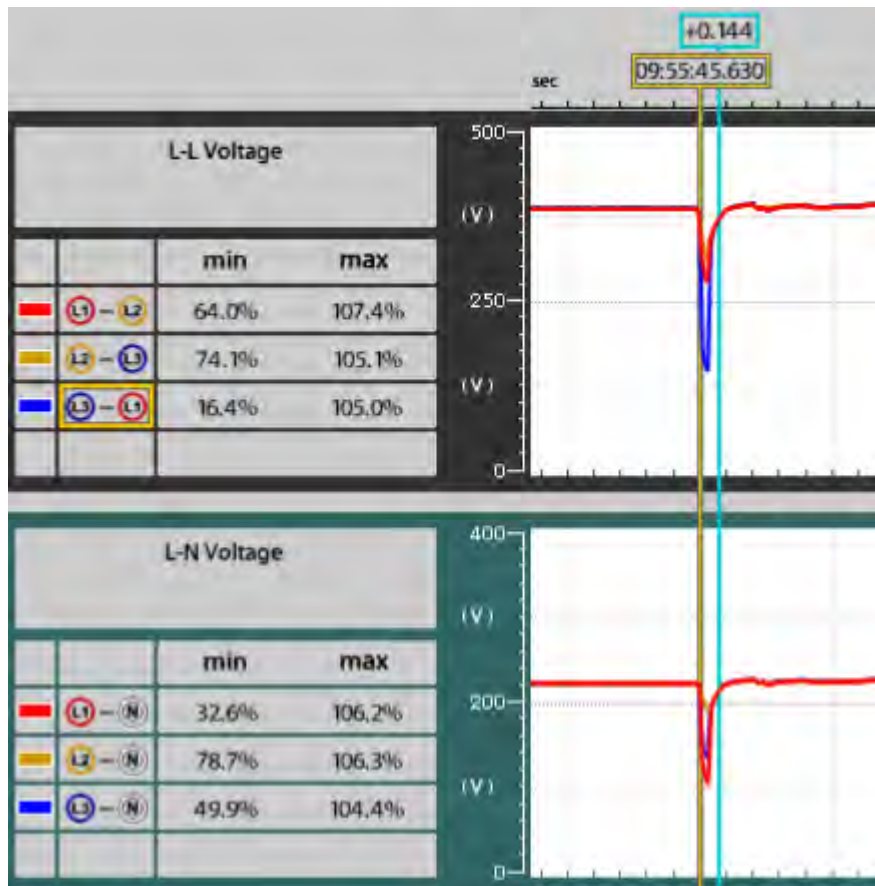 +0.144
09:55:45.630
sec
L-L Voltage
500
(V)
min max
L1 - L2 64.0% 107.4%
250
L2 - L3 74.1% 105.1%
(V)
L3 - L1 16.4% 105.0%
0
L-N Voltage
400
(V)
min max
L1 - N 32.6% 106.2%
200
L2 - N 78.7% 106.3%
(V)
L3 - N 49.9% 104.4%
0